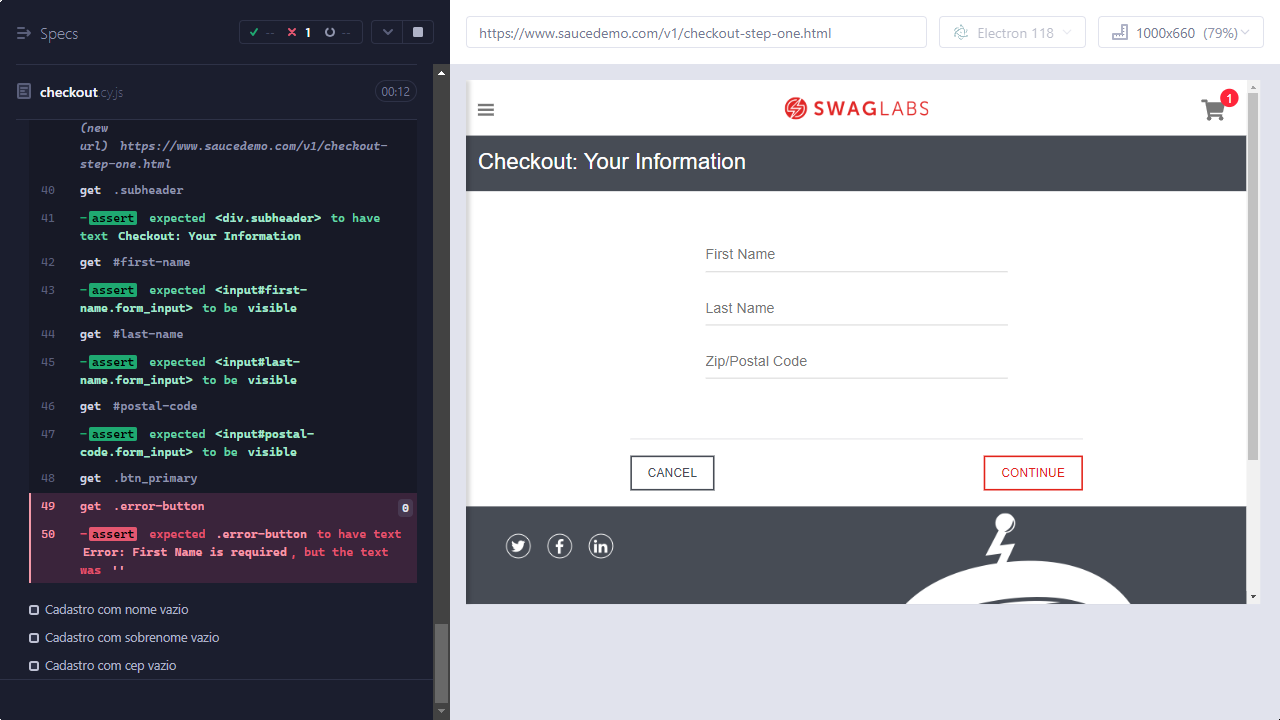 Specs
-- 1 --
checkout.cy.js
00:12
(new
url) https://www.saucedemo.com/v1/checkout-
step-one.html
40 get .subheader
41 -assert expected <div.subheader> to have
text Checkout: Your Information
42 get #first-name
43 -assert expected <input#first-
name.form_input> to be visible
44 get #last-name
45 -assert expected <input#last-
name.form_input> to be visible
46 get #postal-code
47 -assert expected <input#postal-
code.form_input> to be visible
48 get .btn_primary
49 get .error-button 0
50 -assert expected .error-button to have text
Error: First Name is required, but the text
was ''
Cadastro com nome vazio
Cadastro com sobrenome vazio
Cadastro com cep vazio
https://www.saucedemo.com/v1/checkout-step-one.html
Electron 118
1000x660 (79%)
SWAGLABS
1
Checkout: Your Information
First Name
Last Name
Zip/Postal Code
CANCEL
CONTINUE